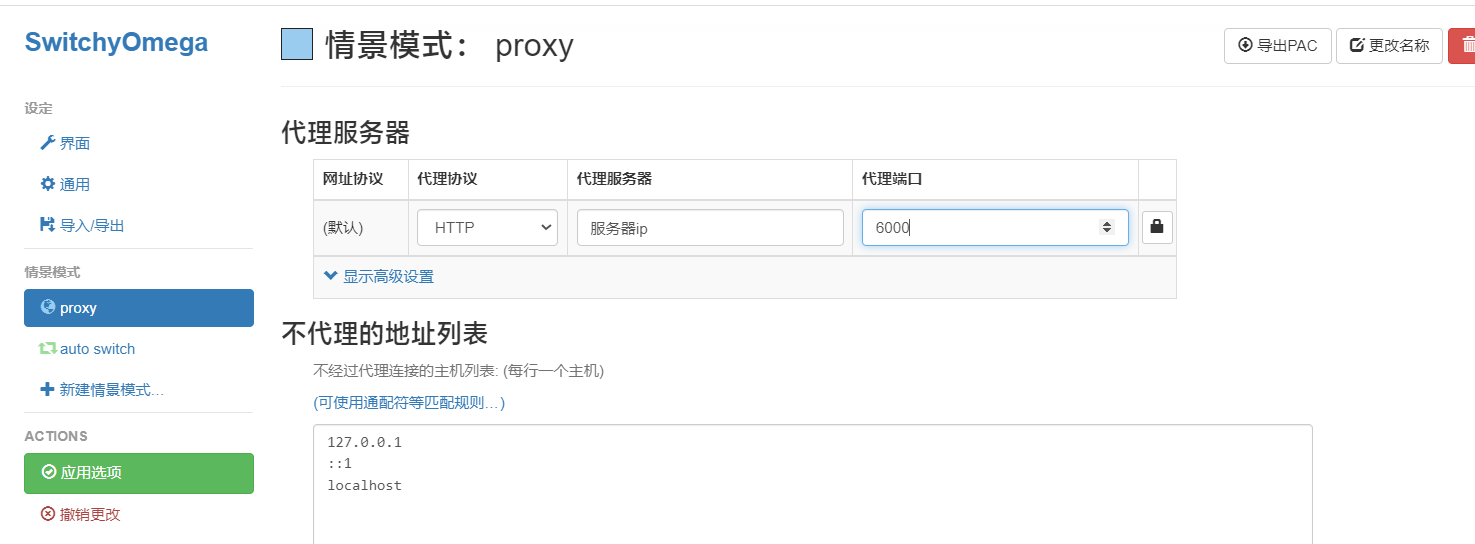 SwitchyOmega
设定
界面
通用
导入/导出
情景模式
proxy
auto switch
新建情景模式…
ACTIONS
应用选项
撤销更改
情景模式： proxy
导出PAC
更改名称
代理服务器
网址协议 代理协议 代理服务器 代理端口
(默认) HTTP 服务器ip 6000
显示高级设置
不代理的地址列表
不经过代理连接的主机列表: (每行一个主机)
(可使用通配符等匹配规则…)
127.0.0.1
::1
localhost